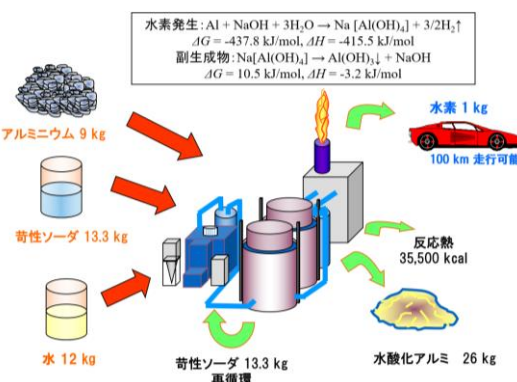 水素発生:Al + NaOH + 3H₂O → Na [Al(OH)₄] + 3/2H₂↑
ΔG = -437.8 kJ/mol, ΔH = -415.5 kJ/mol
副生成物:Na[Al(OH)₄] → Al(OH)₃↓ + NaOH
ΔG = 10.5 kJ/mol, ΔH = -3.2 kJ/mol
アルミニウム 9 kg
水素 1 kg
100 km 走行可能
苛性ソーダ 13.3 kg
反応熱
35,500 kcal
水 12 kg
苛性ソーダ 13.3 kg
再循環
水酸化アルミ 26 kg